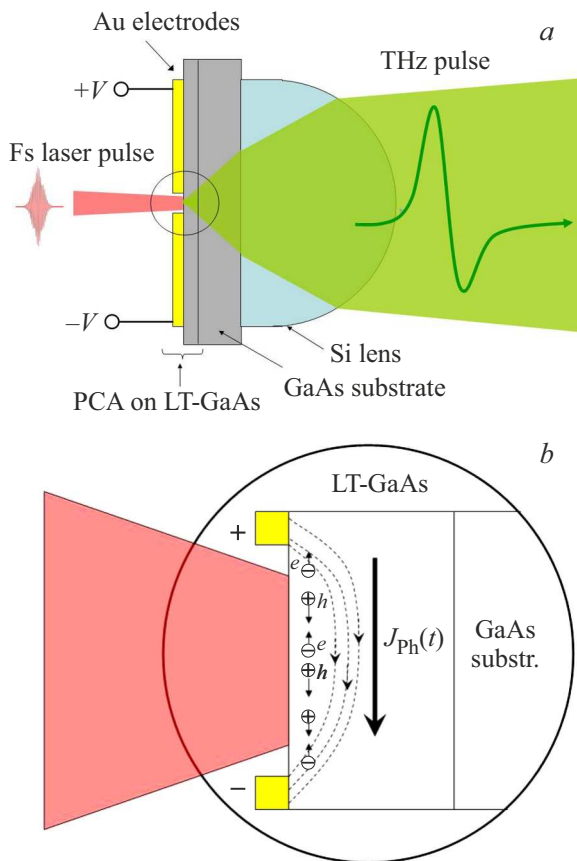 Au electrodes
a
THz pulse
+V
Fs laser pulse
−V
Si lens
GaAs substrate
PCA on LT-GaAs
b
LT-GaAs
+
e
h
J_Ph(t)
e
GaAs
h
substr.
−